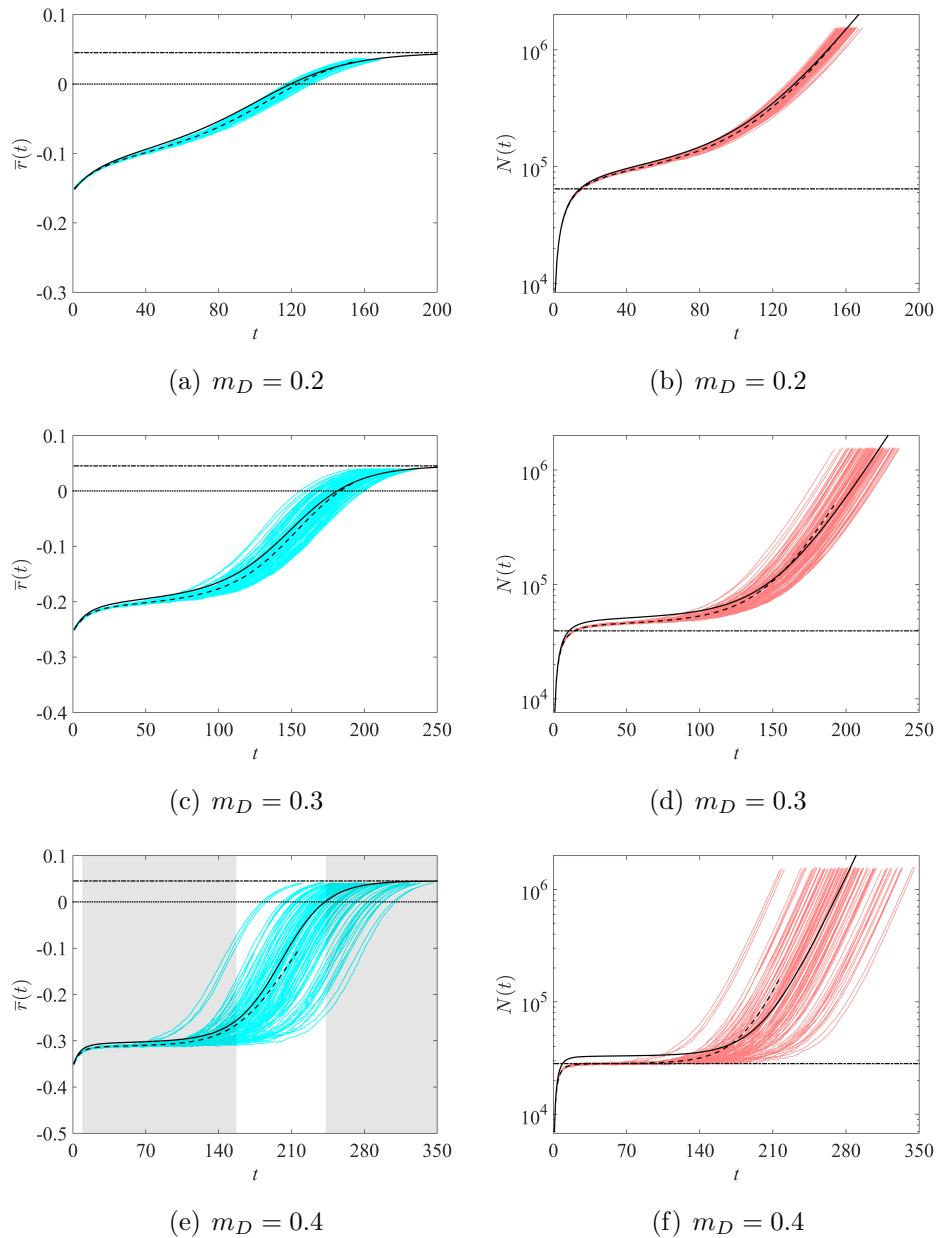 0.1
0
-0.1
-0.2
-0.3
r̅(t)
0 40 80 120 160 200
t
(a) m_D = 0.2
10^6
10^5
10^4
N(t)
0 40 80 120 160 200
t
(b) m_D = 0.2
0.1
0
-0.1
-0.2
-0.3
-0.4
r̅(t)
0 50 100 150 200 250
t
(c) m_D = 0.3
10^6
10^5
10^4
N(t)
0 50 100 150 200 250
t
(d) m_D = 0.3
0.1
0
-0.1
-0.2
-0.3
-0.4
-0.5
r̅(t)
0 70 140 210 280 350
t
(e) m_D = 0.4
10^6
10^5
10^4
N(t)
0 70 140 210 280 350
t
(f) m_D = 0.4